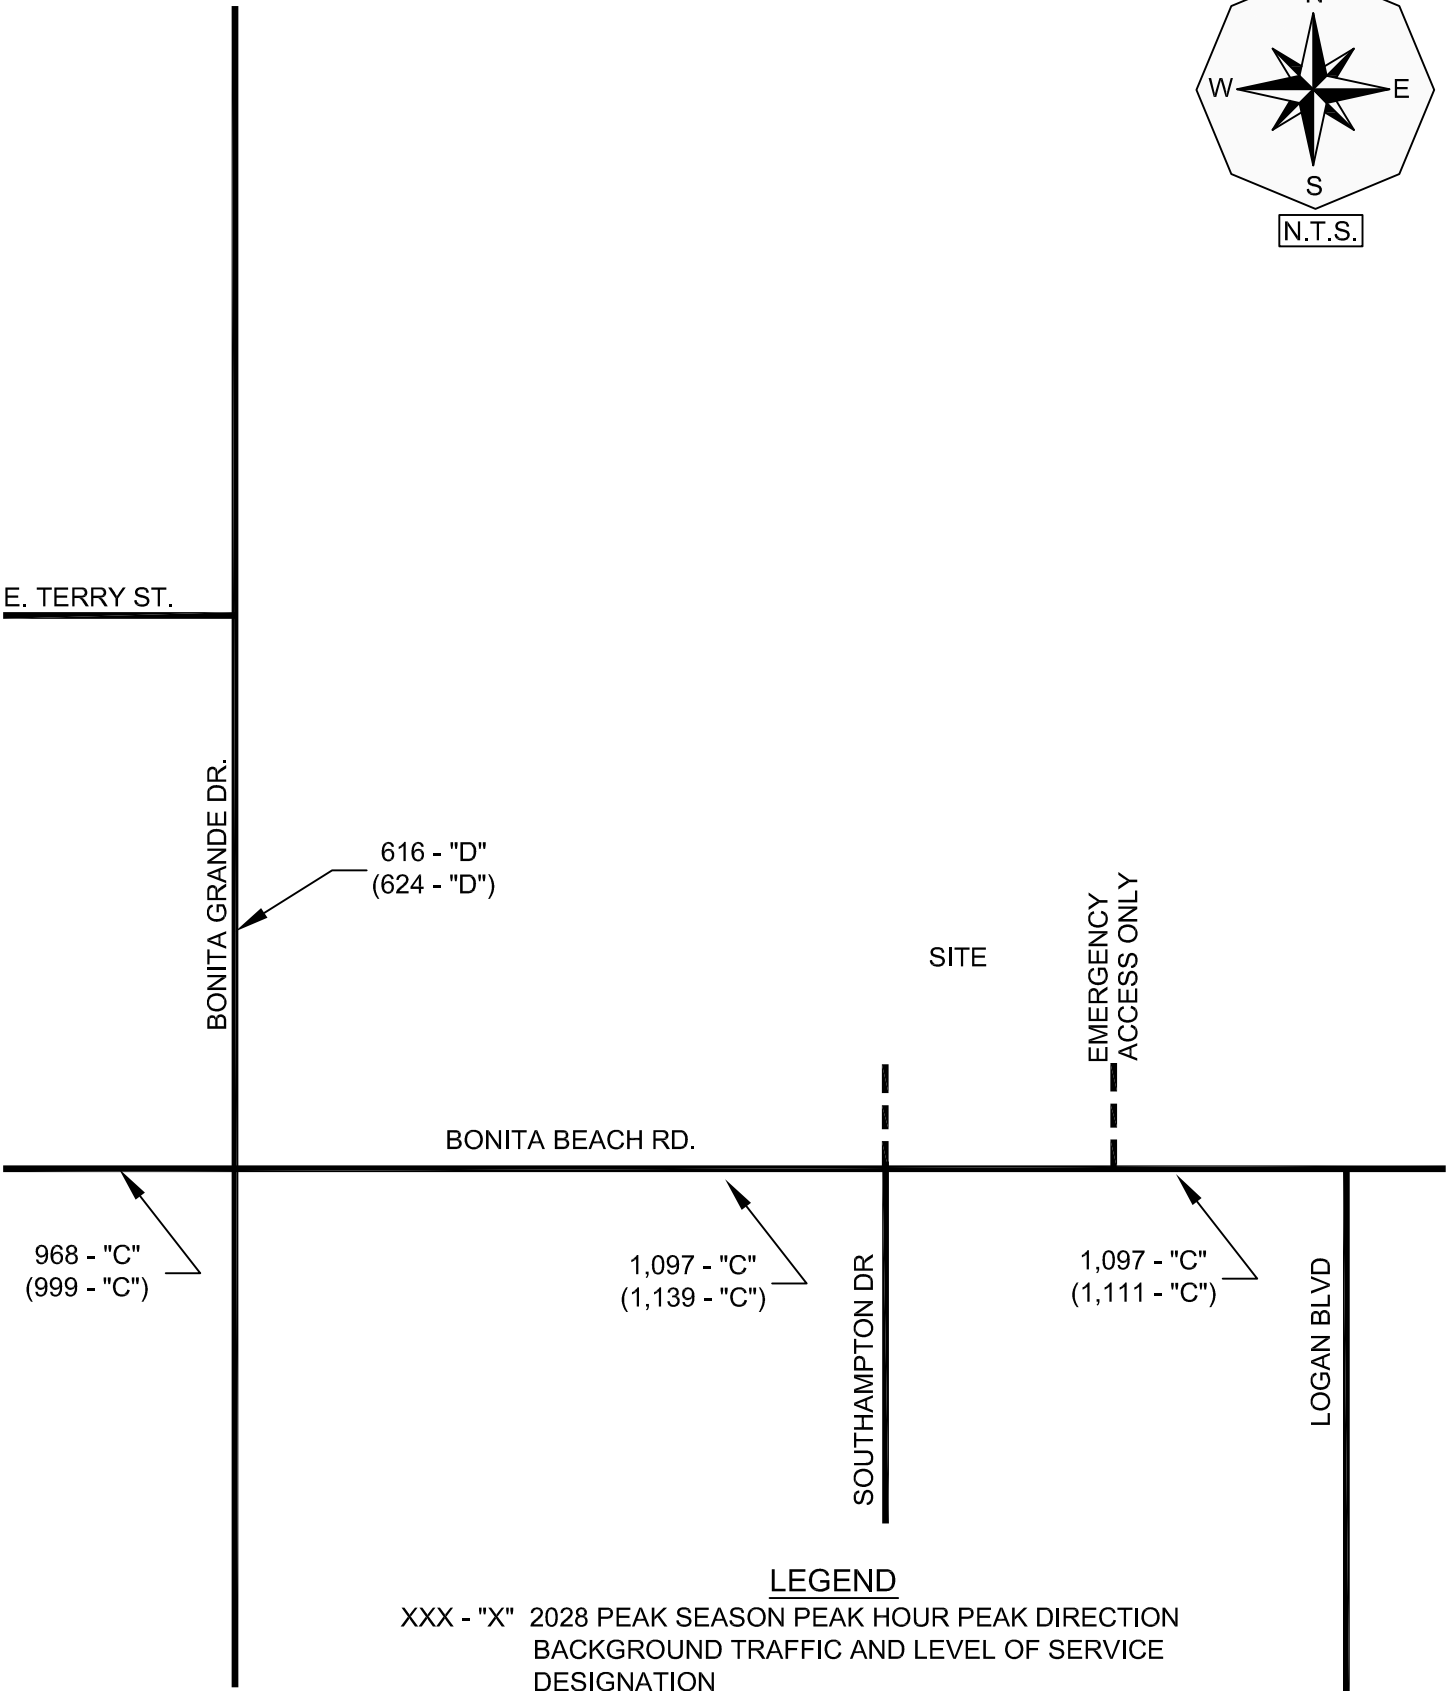 N
W
E
S
N.T.S.
E. TERRY ST.
BONITA GRANDE DR.
616 - "D"
(624 - "D")
SITE
EMERGENCY
ACCESS ONLY
BONITA BEACH RD.
968 - "C"
(999 - "C")
1,097 - "C"
(1,139 - "C")
SOUTHAMPTON DR
1,097 - "C"
(1,111 - "C")
LOGAN BLVD
LEGEND
XXX - "X" 2028 PEAK SEASON PEAK HOUR PEAK DIRECTION
BACKGROUND TRAFFIC AND LEVEL OF SERVICE
DESIGNATION